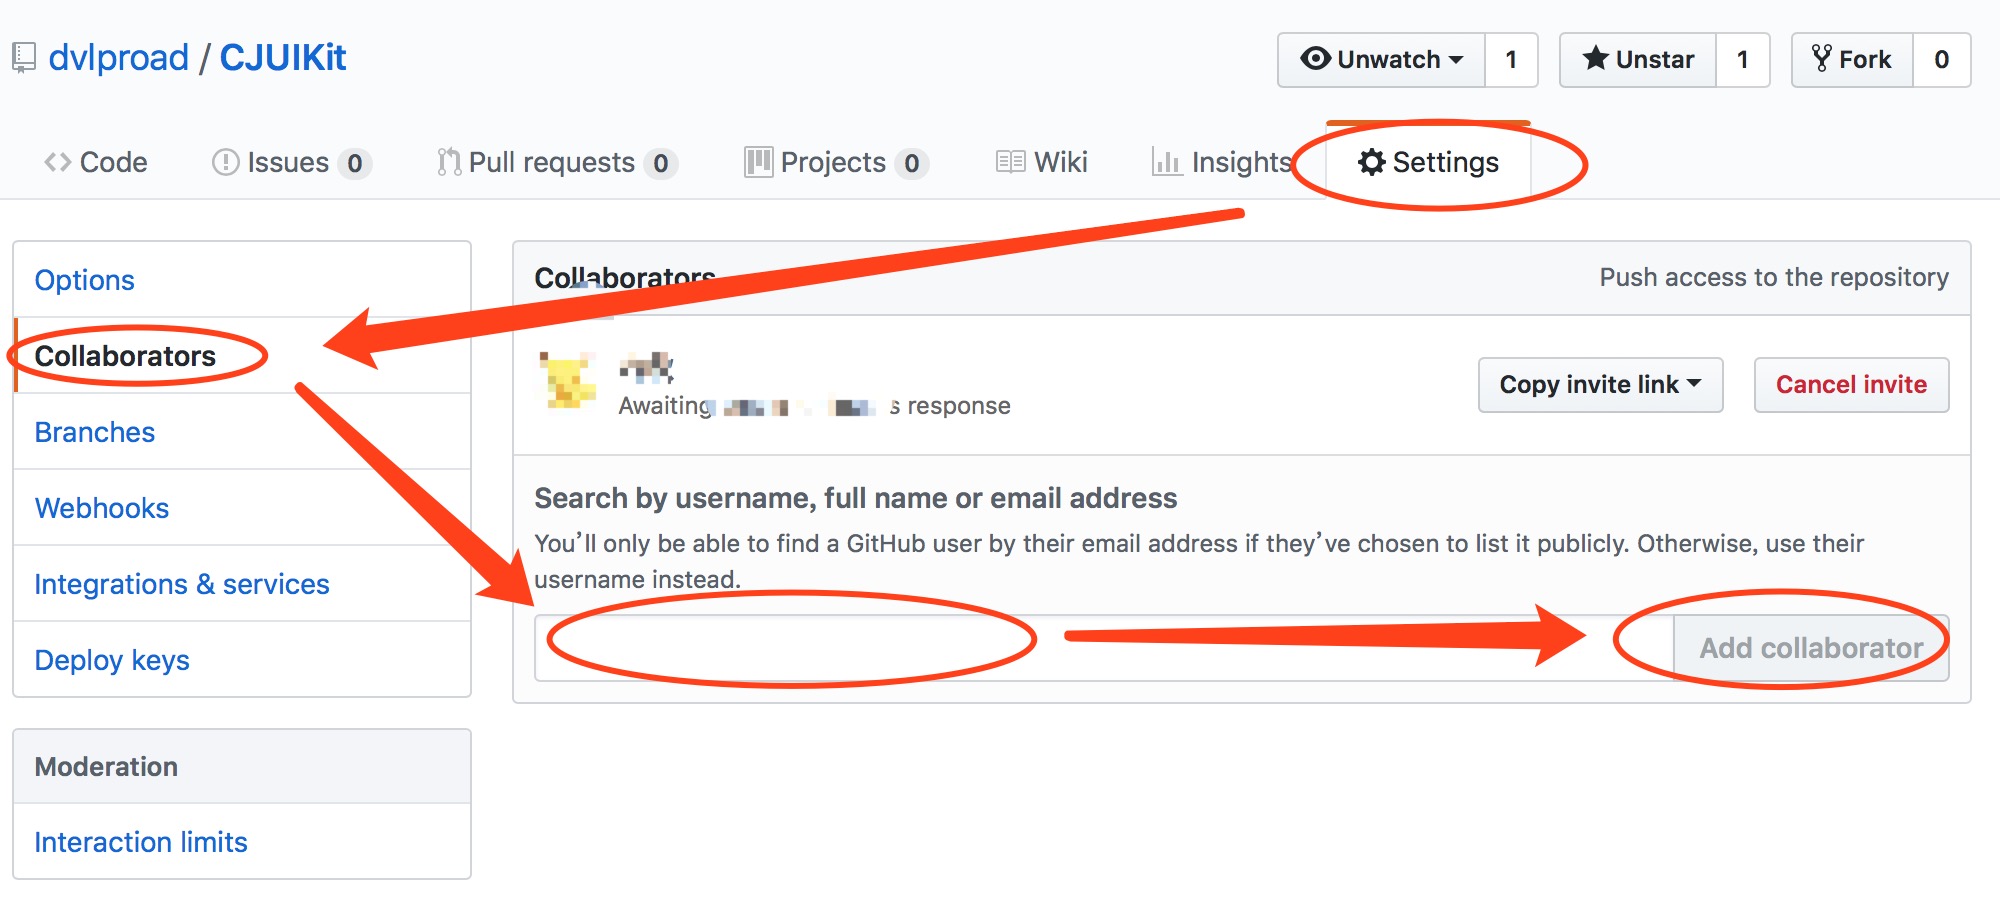 dvlproad / CJUIKit
Unwatch 1 Unstar 1 Fork 0
Code Issues 0 Pull requests 0 Projects 0 Wiki Insights Settings
Options
Collaborators
Branches
Webhooks
Integrations & services
Deploy keys
Moderation
Interaction limits
Collaborators Push access to the repository
Awaiting s response
Copy invite link Cancel invite
Search by username, full name or email address
You’ll only be able to find a GitHub user by their email address if they’ve chosen to list it publicly. Otherwise, use their
username instead.
Add collaborator